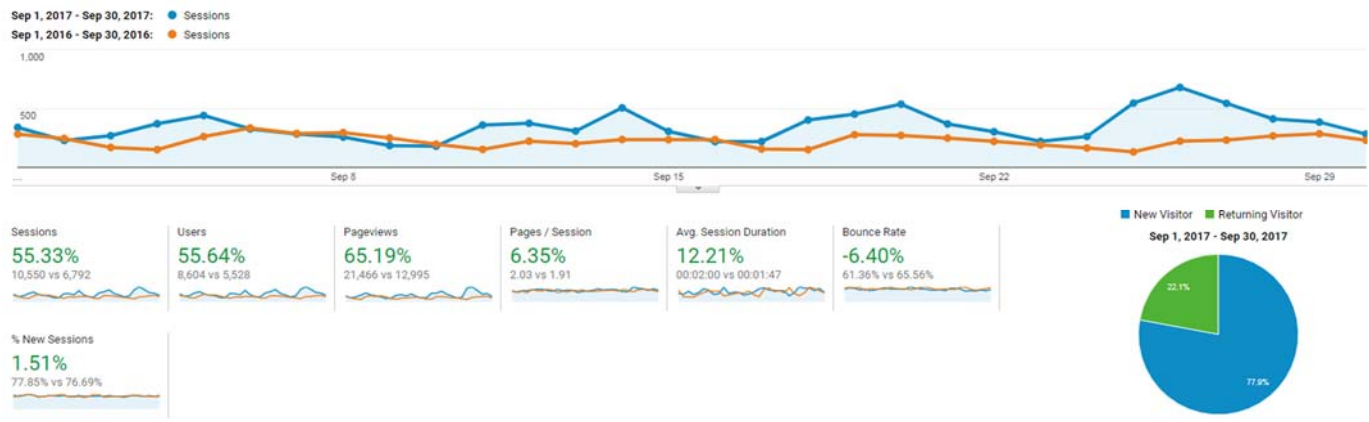 Sep 1, 2017 - Sep 30, 2017: Sessions
Sep 1, 2016 - Sep 30, 2016: Sessions
1,000
500
...
Sep 8
Sep 15
Sep 22
Sep 29
Sessions
55.33%
10,550 vs 6,792
Users
55.64%
8,604 vs 5,528
Pageviews
65.19%
21,466 vs 12,995
Pages / Session
6.35%
2.03 vs 1.91
Avg. Session Duration
12.21%
00:02:00 vs 00:01:47
Bounce Rate
-6.40%
61.36% vs 65.56%
% New Sessions
1.51%
77.85% vs 76.69%
New Visitor Returning Visitor
Sep 1, 2017 - Sep 30, 2017
22.1%
77.9%